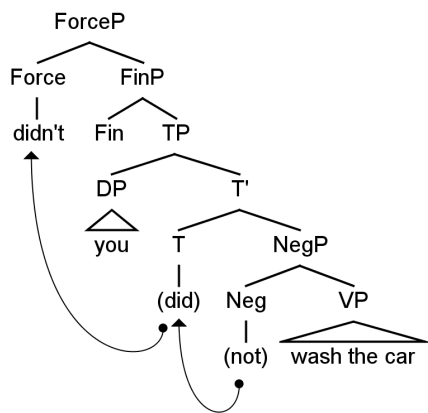 ForceP
Force FinP
didn't Fin TP
DP T'
you T NegP
(did) Neg VP
(not) wash the car